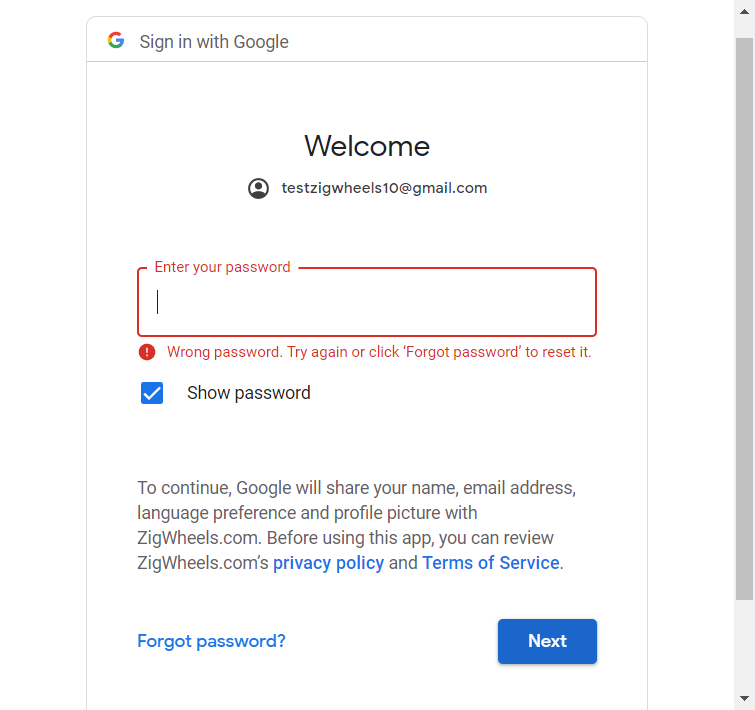 Sign in with Google
Welcome
testzigwheels10@gmail.com
Enter your password
Wrong password. Try again or click ‘Forgot password’ to reset it.
Show password
To continue, Google will share your name, email address,
language preference and profile picture with
ZigWheels.com. Before using this app, you can review
ZigWheels.com’s privacy policy and Terms of Service.
Forgot password?
Next